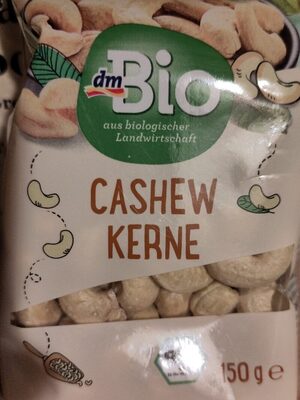 dm
Bio
aus biologischer
Landwirtschaft
CASHEW
KERNE
150 g e